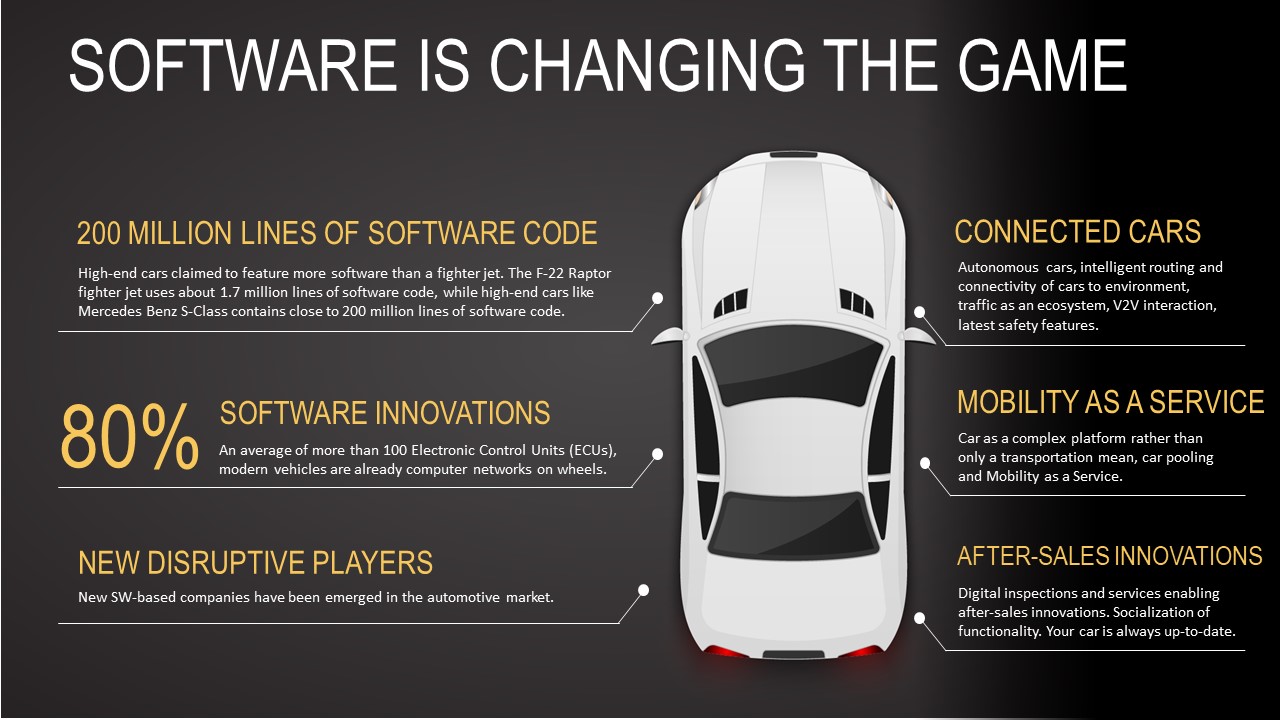 SOFTWARE IS CHANGING THE GAME
200 MILLION LINES OF SOFTWARE CODE
High-end cars claimed to feature more software than a fighter jet. The F-22 Raptor
fighter jet uses about 1.7 million lines of software code, while high-end cars like
Mercedes Benz S-Class contains close to 200 million lines of software code.
80%
SOFTWARE INNOVATIONS
An average of more than 100 Electronic Control Units (ECUs),
modern vehicles are already computer networks on wheels.
NEW DISRUPTIVE PLAYERS
New SW-based companies have been emerged in the automotive market.
CONNECTED CARS
Autonomous cars, intelligent routing and
connectivity of cars to environment,
traffic as an ecosystem, V2V interaction,
latest safety features.
MOBILITY AS A SERVICE
Car as a complex platform rather than
only a transportation mean, car pooling
and Mobility as a Service.
AFTER-SALES INNOVATIONS
Digital inspections and services enabling
after-sales innovations. Socialization of
functionality. Your car is always up-to-date.